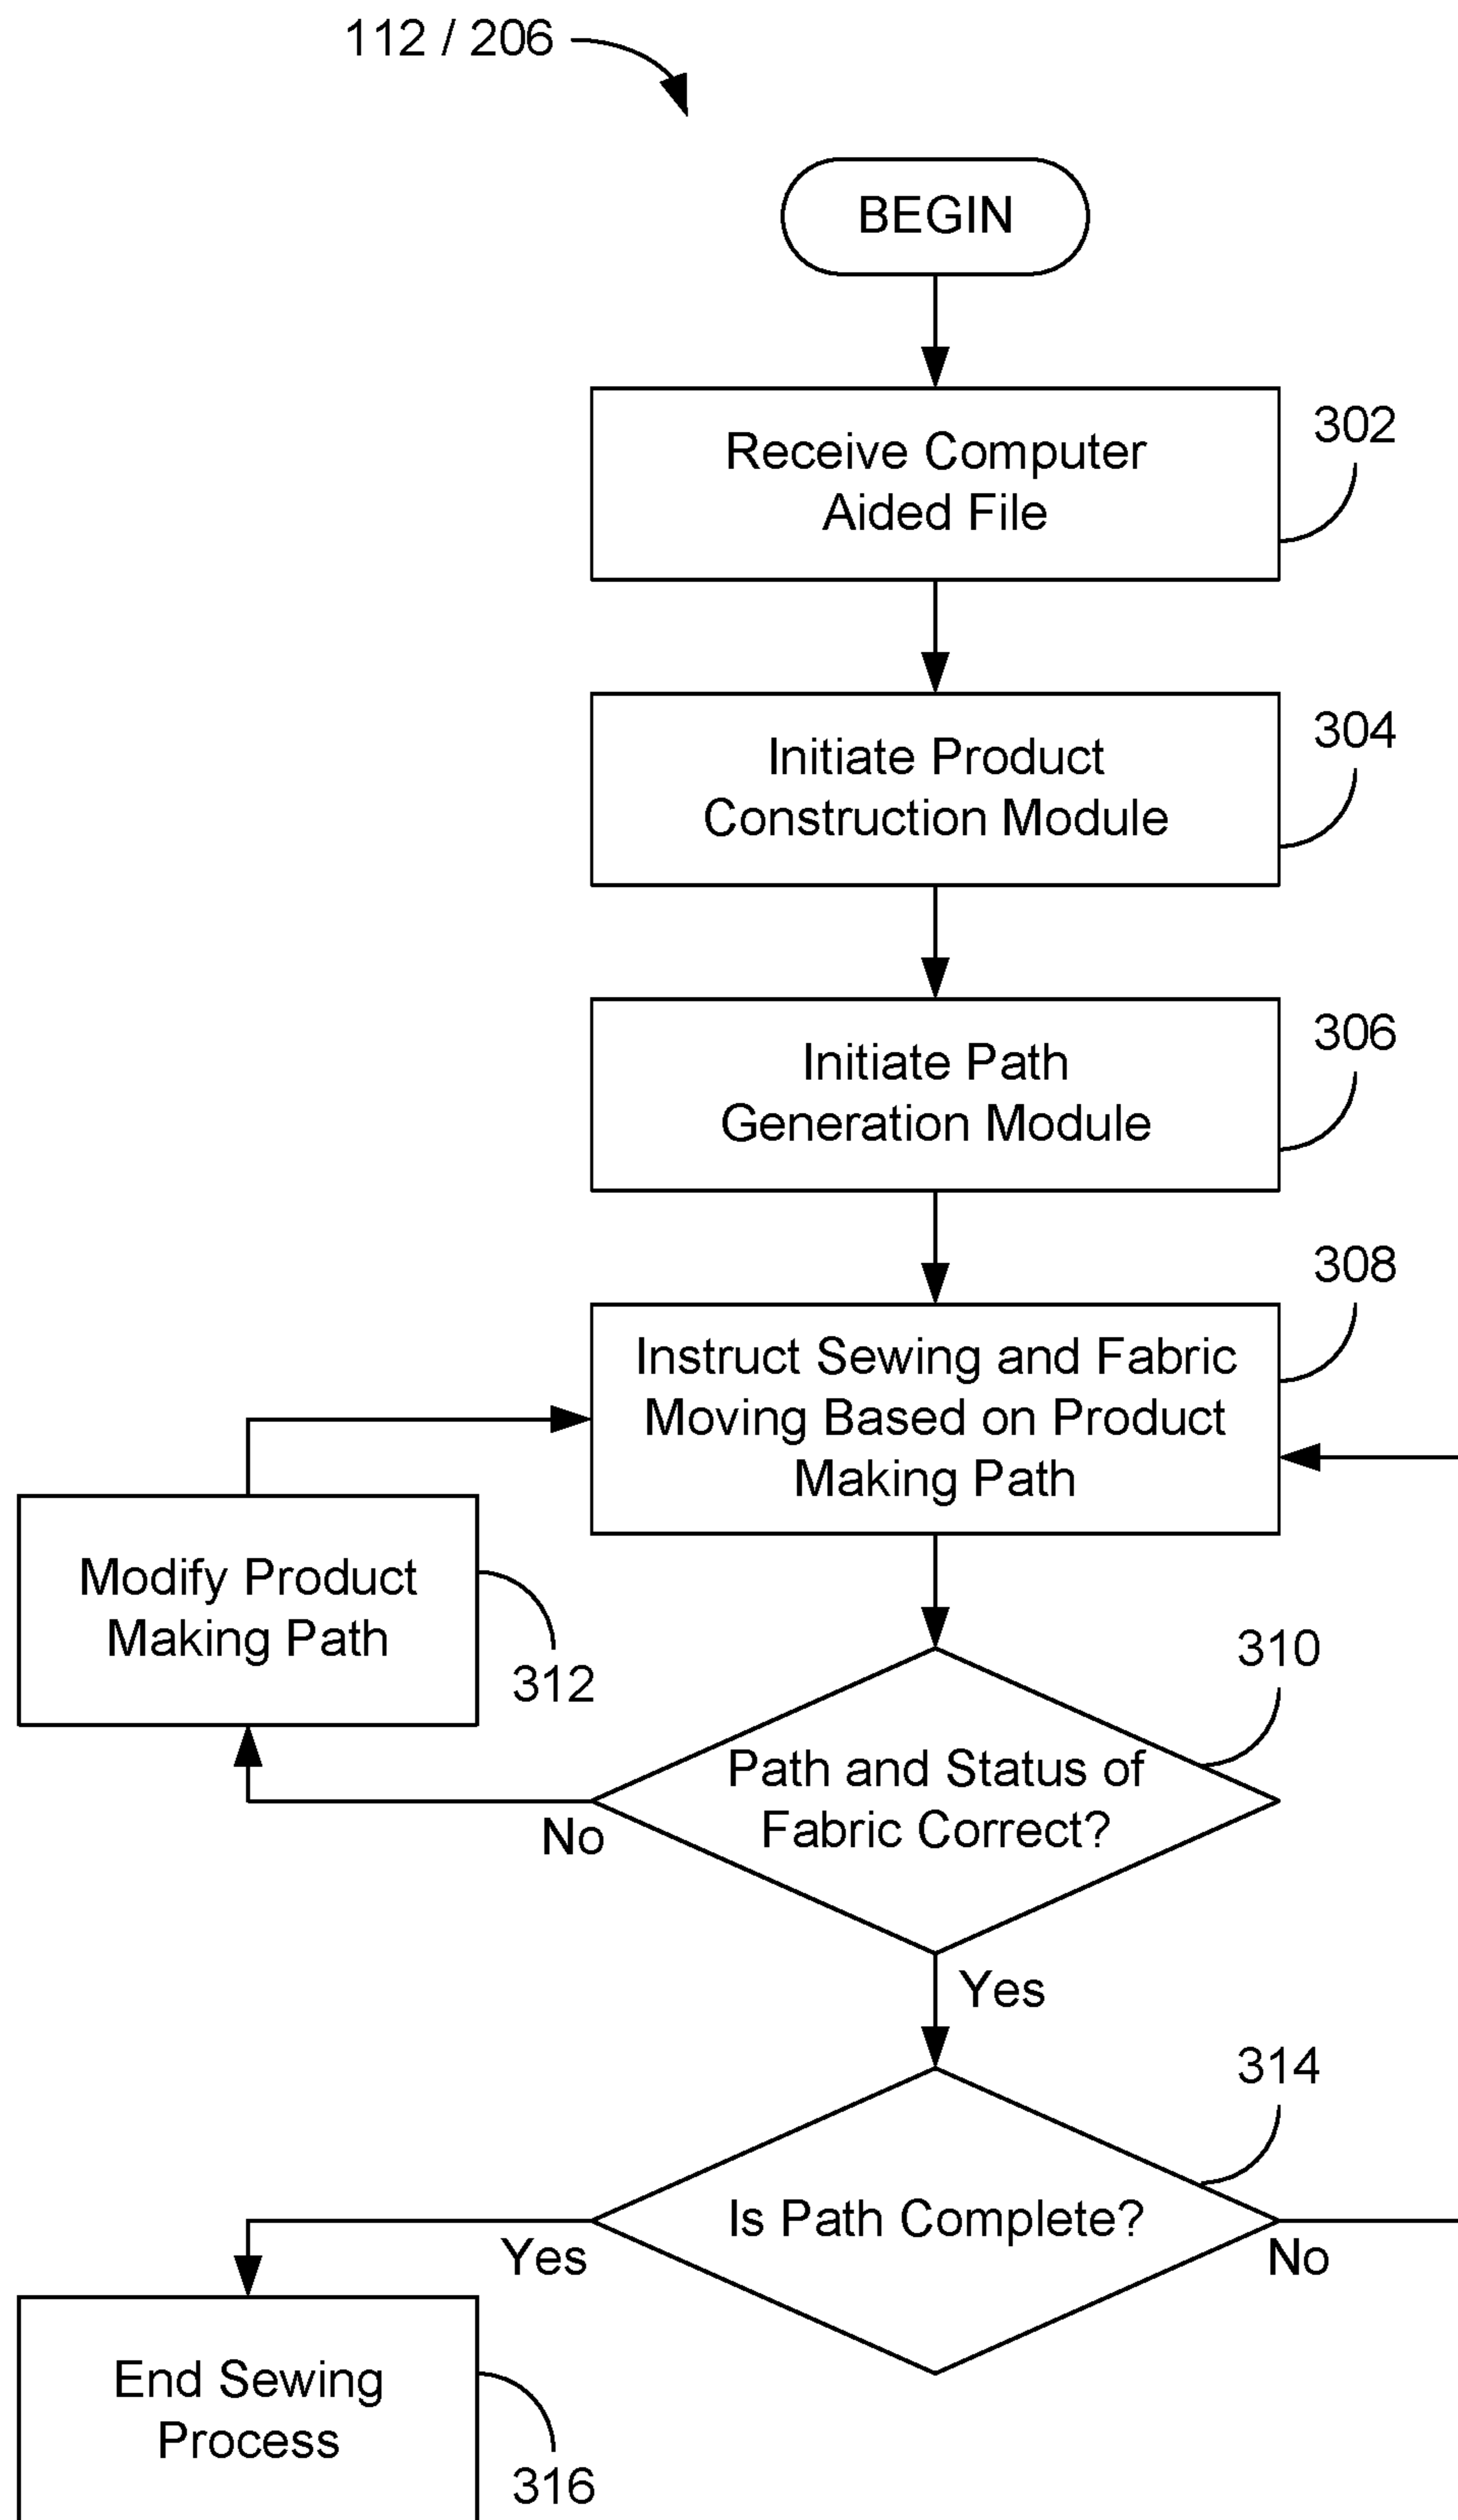 112 / 206
BEGIN
Receive Computer
Aided File
302
Initiate Product
Construction Module
304
Initiate Path
Generation Module
306
308
Instruct Sewing and Fabric
Moving Based on Product
Making Path
Modify Product
Making Path
312
310
Path and Status of
Fabric Correct?
No
Yes
314
Is Path Complete?
Yes
No
End Sewing
Process
316